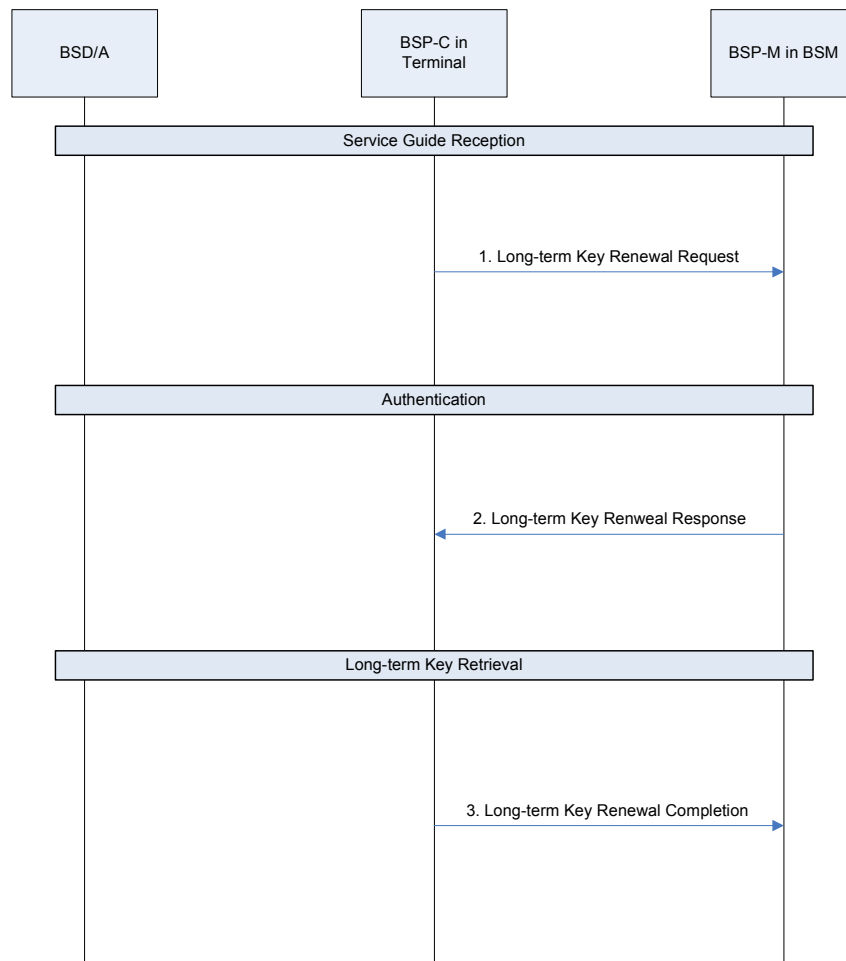 BSD/A
BSP-C in
Terminal
BSP-M in BSM
Service Guide Reception
1. Long-term Key Renewal Request
Authentication
2. Long-term Key Renweal Response
Long-term Key Retrieval
3. Long-term Key Renewal Completion